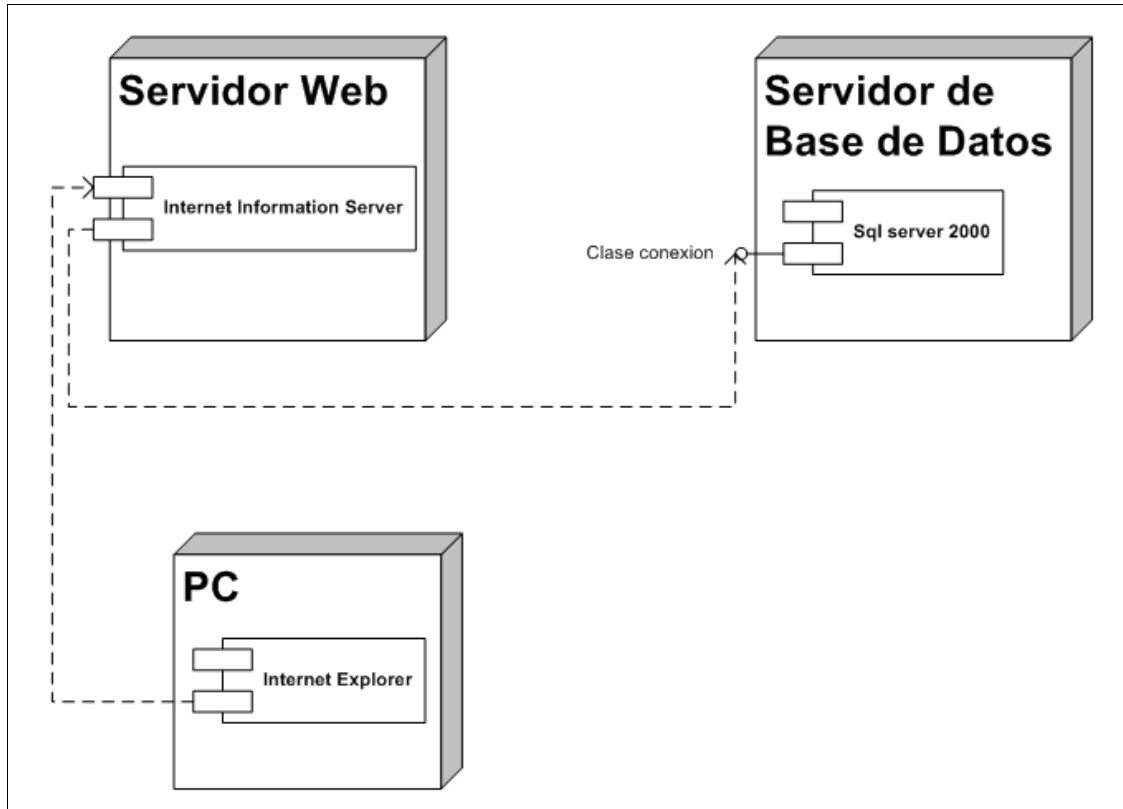 Servidor Web
Internet Information Server
Servidor de
Base de Datos
Sql server 2000
Clase conexion
PC
Internet Explorer